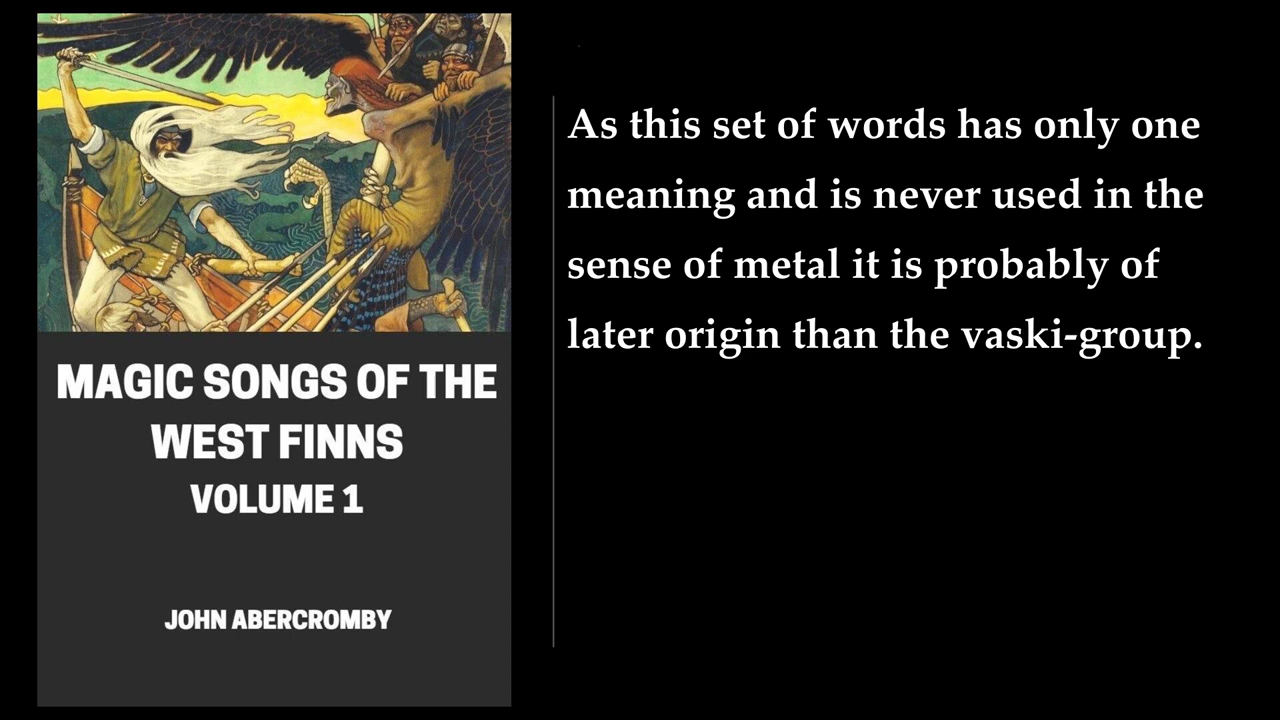 MAGIC SONGS OF THE
WEST FINNS
VOLUME 1
JOHN ABERCROMBY
As this set of words has only one
meaning and is never used in the
sense of metal it is probably of
later origin than the vaski-group.